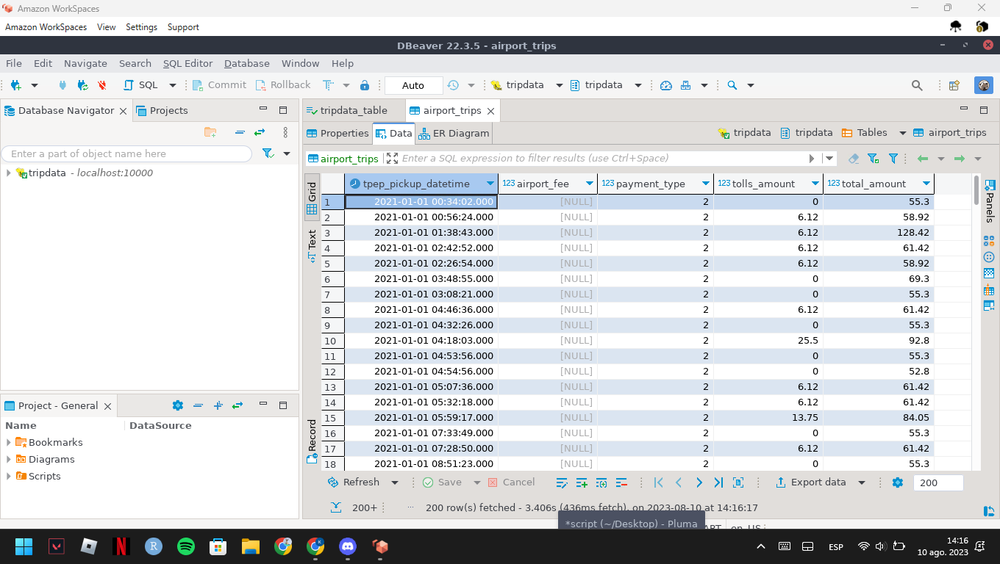 Amazon WorkSpaces
Amazon WorkSpaces View Settings Support
DBeaver 22.3.5 - airport_trips
File Edit Navigate Search SQL Editor Database Window Help
SQL Commit Rollback Auto tripdata tripdata
Database Navigator Projects
Enter a part of object name here
tripdata - localhost:10000
tripdata_table airport_trips
Properties Data ER Diagram tripdata tripdata Tables airport_trips
airport_trips Enter a SQL expression to filter results (use Ctrl+Space)
Grid
Text
Record
tpep_pickup_datetime 123 airport_fee 123 payment_type 123 tolls_amount 123 total_amount
1 2021-01-01 00:34:02.000 [NULL] 2 0 55.3
2 2021-01-01 00:56:24.000 [NULL] 2 6.12 58.92
3 2021-01-01 01:38:43.000 [NULL] 2 6.12 128.42
4 2021-01-01 02:42:52.000 [NULL] 2 6.12 61.42
5 2021-01-01 02:26:54.000 [NULL] 2 6.12 58.92
6 2021-01-01 03:48:55.000 [NULL] 2 0 69.3
7 2021-01-01 03:08:21.000 [NULL] 2 0 55.3
8 2021-01-01 04:46:36.000 [NULL] 2 6.12 61.42
9 2021-01-01 04:32:26.000 [NULL] 2 0 55.3
10 2021-01-01 04:18:03.000 [NULL] 2 25.5 92.8
11 2021-01-01 04:53:56.000 [NULL] 2 0 55.3
12 2021-01-01 04:54:56.000 [NULL] 2 0 52.8
13 2021-01-01 05:07:36.000 [NULL] 2 6.12 61.42
14 2021-01-01 05:32:18.000 [NULL] 2 6.12 61.42
15 2021-01-01 05:59:17.000 [NULL] 2 13.75 84.05
16 2021-01-01 07:33:49.000 [NULL] 2 0 55.3
17 2021-01-01 07:28:50.000 [NULL] 2 6.12 61.42
18 2021-01-01 08:51:23.000 [NULL] 2 0 55.3
Panels
Project - General
Name DataSource
Bookmarks
Diagrams
Scripts
Refresh Save Cancel Export data 200
200+ 200 row(s) fetched - 3.406s (436ms fetch), on 2023-08-10 at 14:16:17
*script (~/Desktop) - Pluma
ART en_US
ESP
14:16
10 ago. 2023